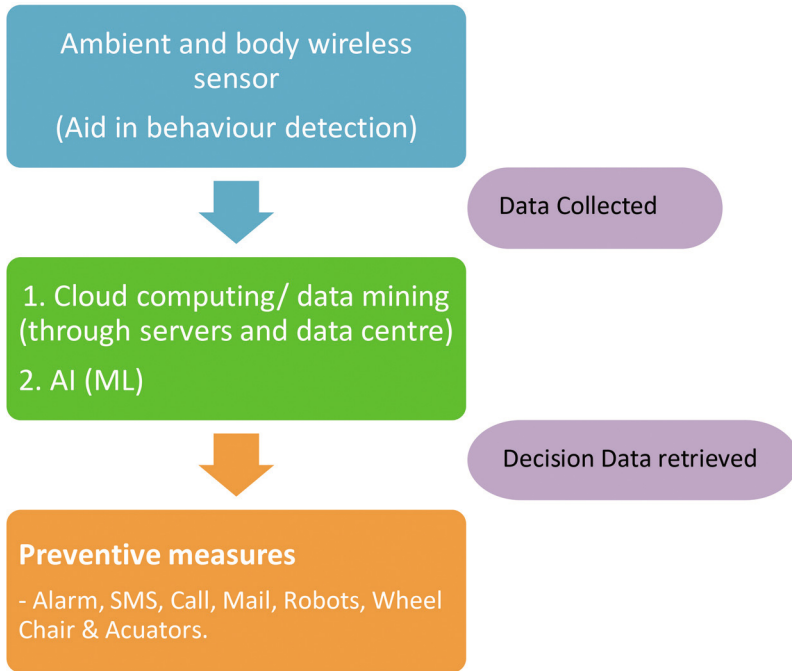 Ambient and body wireless
sensor
(Aid in behaviour detection)
Data Collected
1. Cloud computing/ data mining
(through servers and data centre)
2. AI (ML)
Decision Data retrieved
Preventive measures
- Alarm, SMS, Call, Mail, Robots, Wheel
Chair & Acuators.